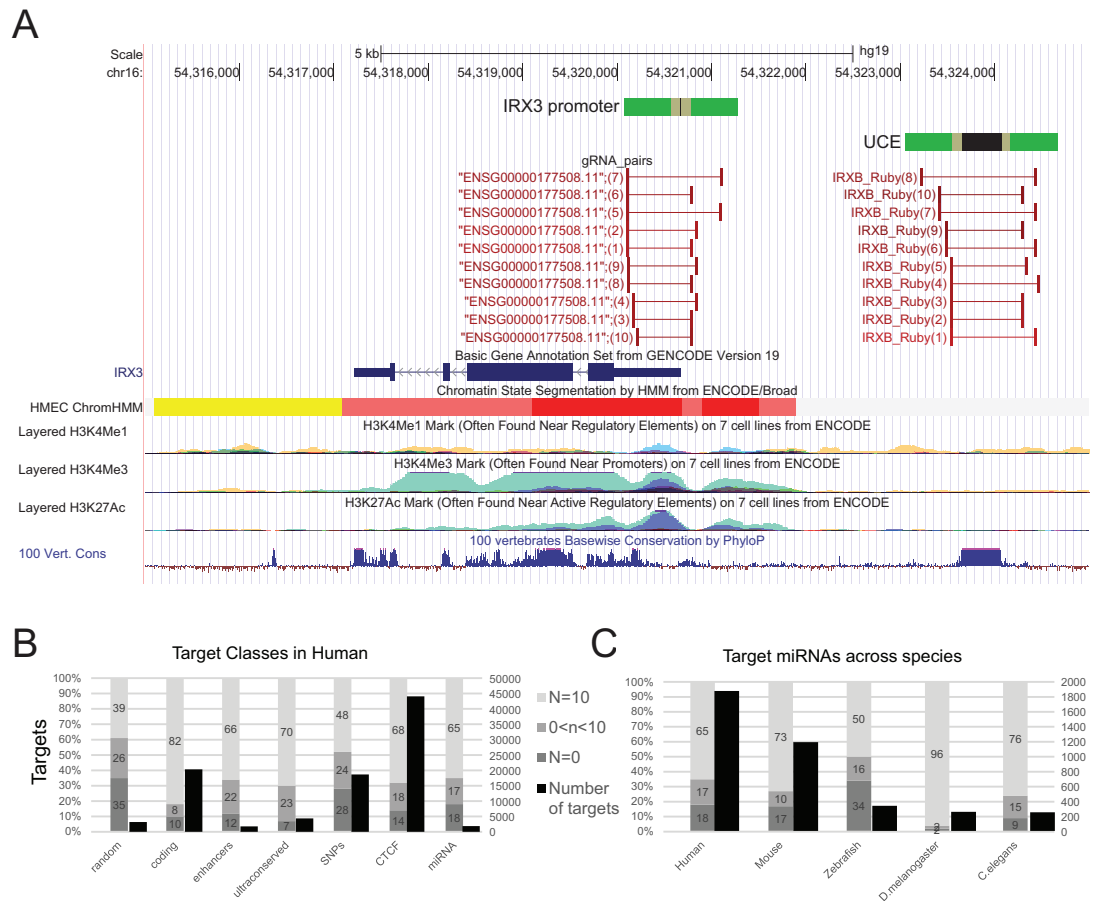 A
Scale
5 kb
hg19
chr16:
54,316,000
54,317,000
54,318,000
54,319,000
54,320,000
54,321,000
54,322,000
54,323,000
54,324,000
IRX3 promoter
UCE
gRNA_pairs
"ENSG00000177508.11";(7)
"ENSG00000177508.11";(6)
"ENSG00000177508.11";(5)
"ENSG00000177508.11";(2)
"ENSG00000177508.11";(1)
"ENSG00000177508.11";(9)
"ENSG00000177508.11";(8)
"ENSG00000177508.11";(4)
"ENSG00000177508.11";(3)
"ENSG00000177508.11";(10)
IRXB_Ruby(8)
IRXB_Ruby(10)
IRXB_Ruby(7)
IRXB_Ruby(9)
IRXB_Ruby(6)
IRXB_Ruby(5)
IRXB_Ruby(4)
IRXB_Ruby(3)
IRXB_Ruby(2)
IRXB_Ruby(1)
Basic Gene Annotation Set from GENCODE Version 19
IRX3
Chromatin State Segmentation by HMM from ENCODE/Broad
HMEC ChromHMM
H3K4Me1 Mark (Often Found Near Regulatory Elements) on 7 cell lines from ENCODE
Layered H3K4Me1
H3K4Me3 Mark (Often Found Near Promoters) on 7 cell lines from ENCODE
Layered H3K4Me3
H3K27Ac Mark (Often Found Near Active Regulatory Elements) on 7 cell lines from ENCODE
Layered H3K27Ac
100 vertebrates Basewise Conservation by PhyloP
100 Vert. Cons
B
Target Classes in Human
Targets
100%
90%
80%
70%
60%
50%
40%
30%
20%
10%
0%
39
26
35
82
8
10
66
22
12
70
23
7
48
24
28
68
18
14
65
17
18
50000
45000
40000
35000
30000
25000
20000
15000
10000
5000
0
random
coding
enhancers
ultraconserved
SNPs
CTCF
miRNA
N=10
0<n<10
N=0
Number
of targets
C
Target miRNAs across species
100%
90%
80%
70%
60%
50%
40%
30%
20%
10%
0%
65
17
18
73
10
17
50
16
34
96
2
2
76
15
9
2000
1800
1600
1400
1200
1000
800
600
400
200
0
Human
Mouse
Zebrafish
D.melanogaster
C.elegans